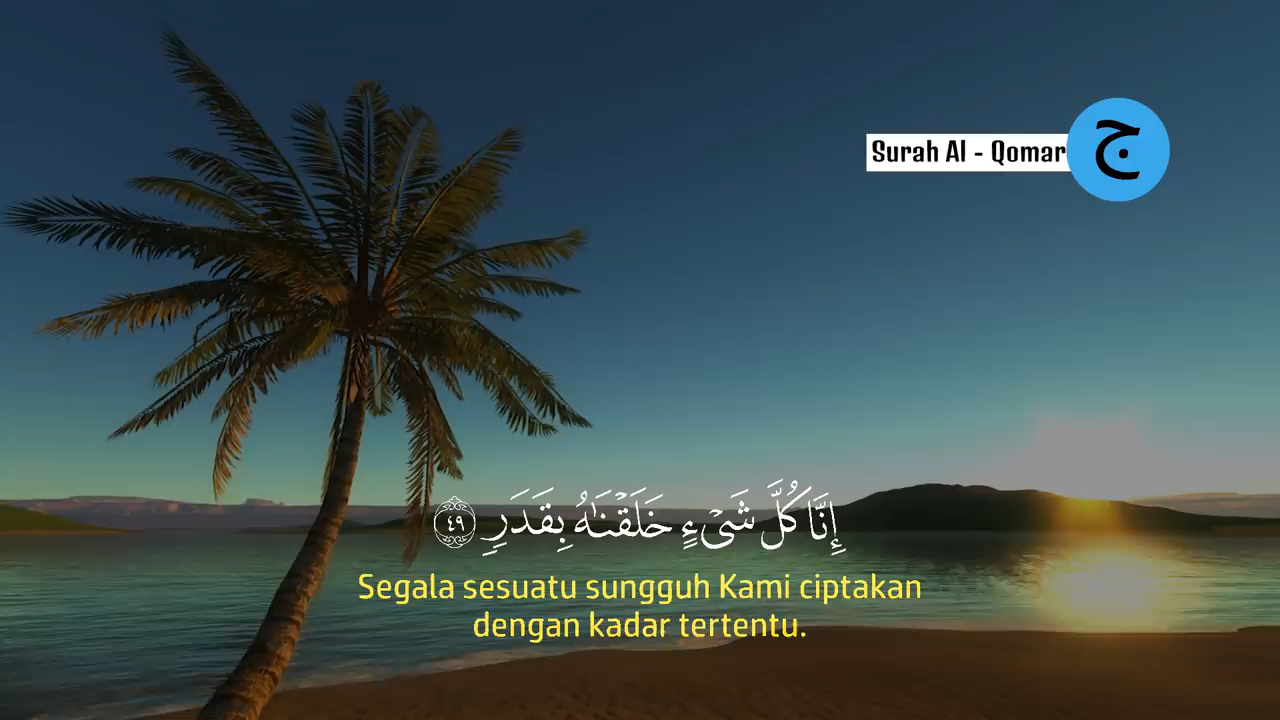 Surah Al - Qomar
ج
إِنَّا كُلَّ شَىْءٍ خَلَقْنَـٰهُ بِقَدَرٍ ٤٩
Segala sesuatu sungguh Kami ciptakan
dengan kadar tertentu.